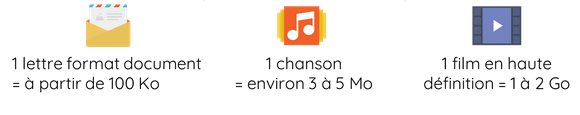 1 lettre format document
= à partir de 100 Ko
1 chanson
= environ 3 à 5 Mo
1 film en haute
définition = 1 à 2 Go